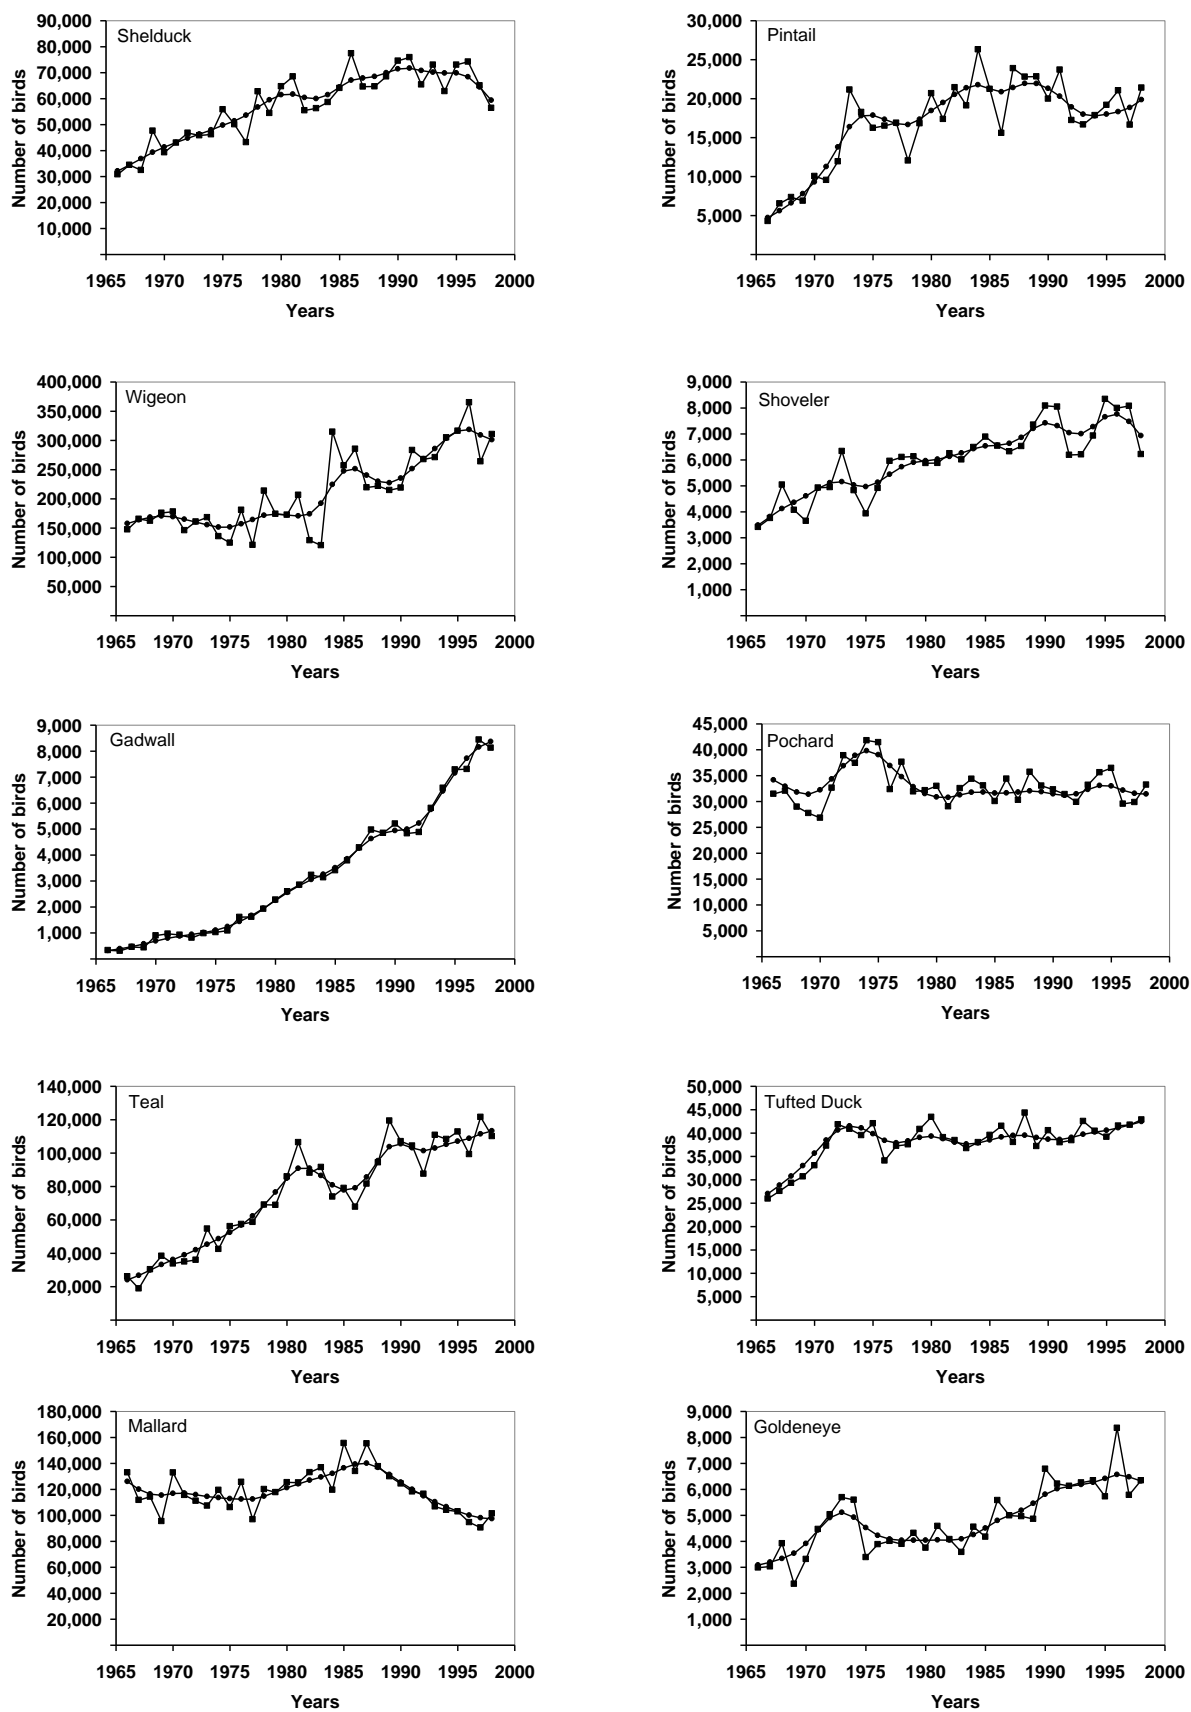 Shelduck
Number of birds
90,000
80,000
70,000
60,000
50,000
40,000
30,000
20,000
10,000
1965 1970 1975 1980 1985 1990 1995 2000
Years
Pintail
Number of birds
30,000
25,000
20,000
15,000
10,000
5,000
1965 1970 1975 1980 1985 1990 1995 2000
Years
Wigeon
Number of birds
400,000
350,000
300,000
250,000
200,000
150,000
100,000
50,000
1965 1970 1975 1980 1985 1990 1995 2000
Years
Shoveler
Number of birds
9,000
8,000
7,000
6,000
5,000
4,000
3,000
2,000
1,000
1965 1970 1975 1980 1985 1990 1995 2000
Years
Gadwall
Number of birds
9,000
8,000
7,000
6,000
5,000
4,000
3,000
2,000
1,000
1965 1970 1975 1980 1985 1990 1995 2000
Years
Pochard
Number of birds
45,000
40,000
35,000
30,000
25,000
20,000
15,000
10,000
5,000
1965 1970 1975 1980 1985 1990 1995 2000
Years
Teal
Number of birds
140,000
120,000
100,000
80,000
60,000
40,000
20,000
1965 1970 1975 1980 1985 1990 1995 2000
Years
Tufted Duck
Number of birds
50,000
45,000
40,000
35,000
30,000
25,000
20,000
15,000
10,000
5,000
1965 1970 1975 1980 1985 1990 1995 2000
Years
Mallard
Number of birds
180,000
160,000
140,000
120,000
100,000
80,000
60,000
40,000
20,000
1965 1970 1975 1980 1985 1990 1995 2000
Years
Goldeneye
Number of birds
9,000
8,000
7,000
6,000
5,000
4,000
3,000
2,000
1,000
1965 1970 1975 1980 1985 1990 1995 2000
Years